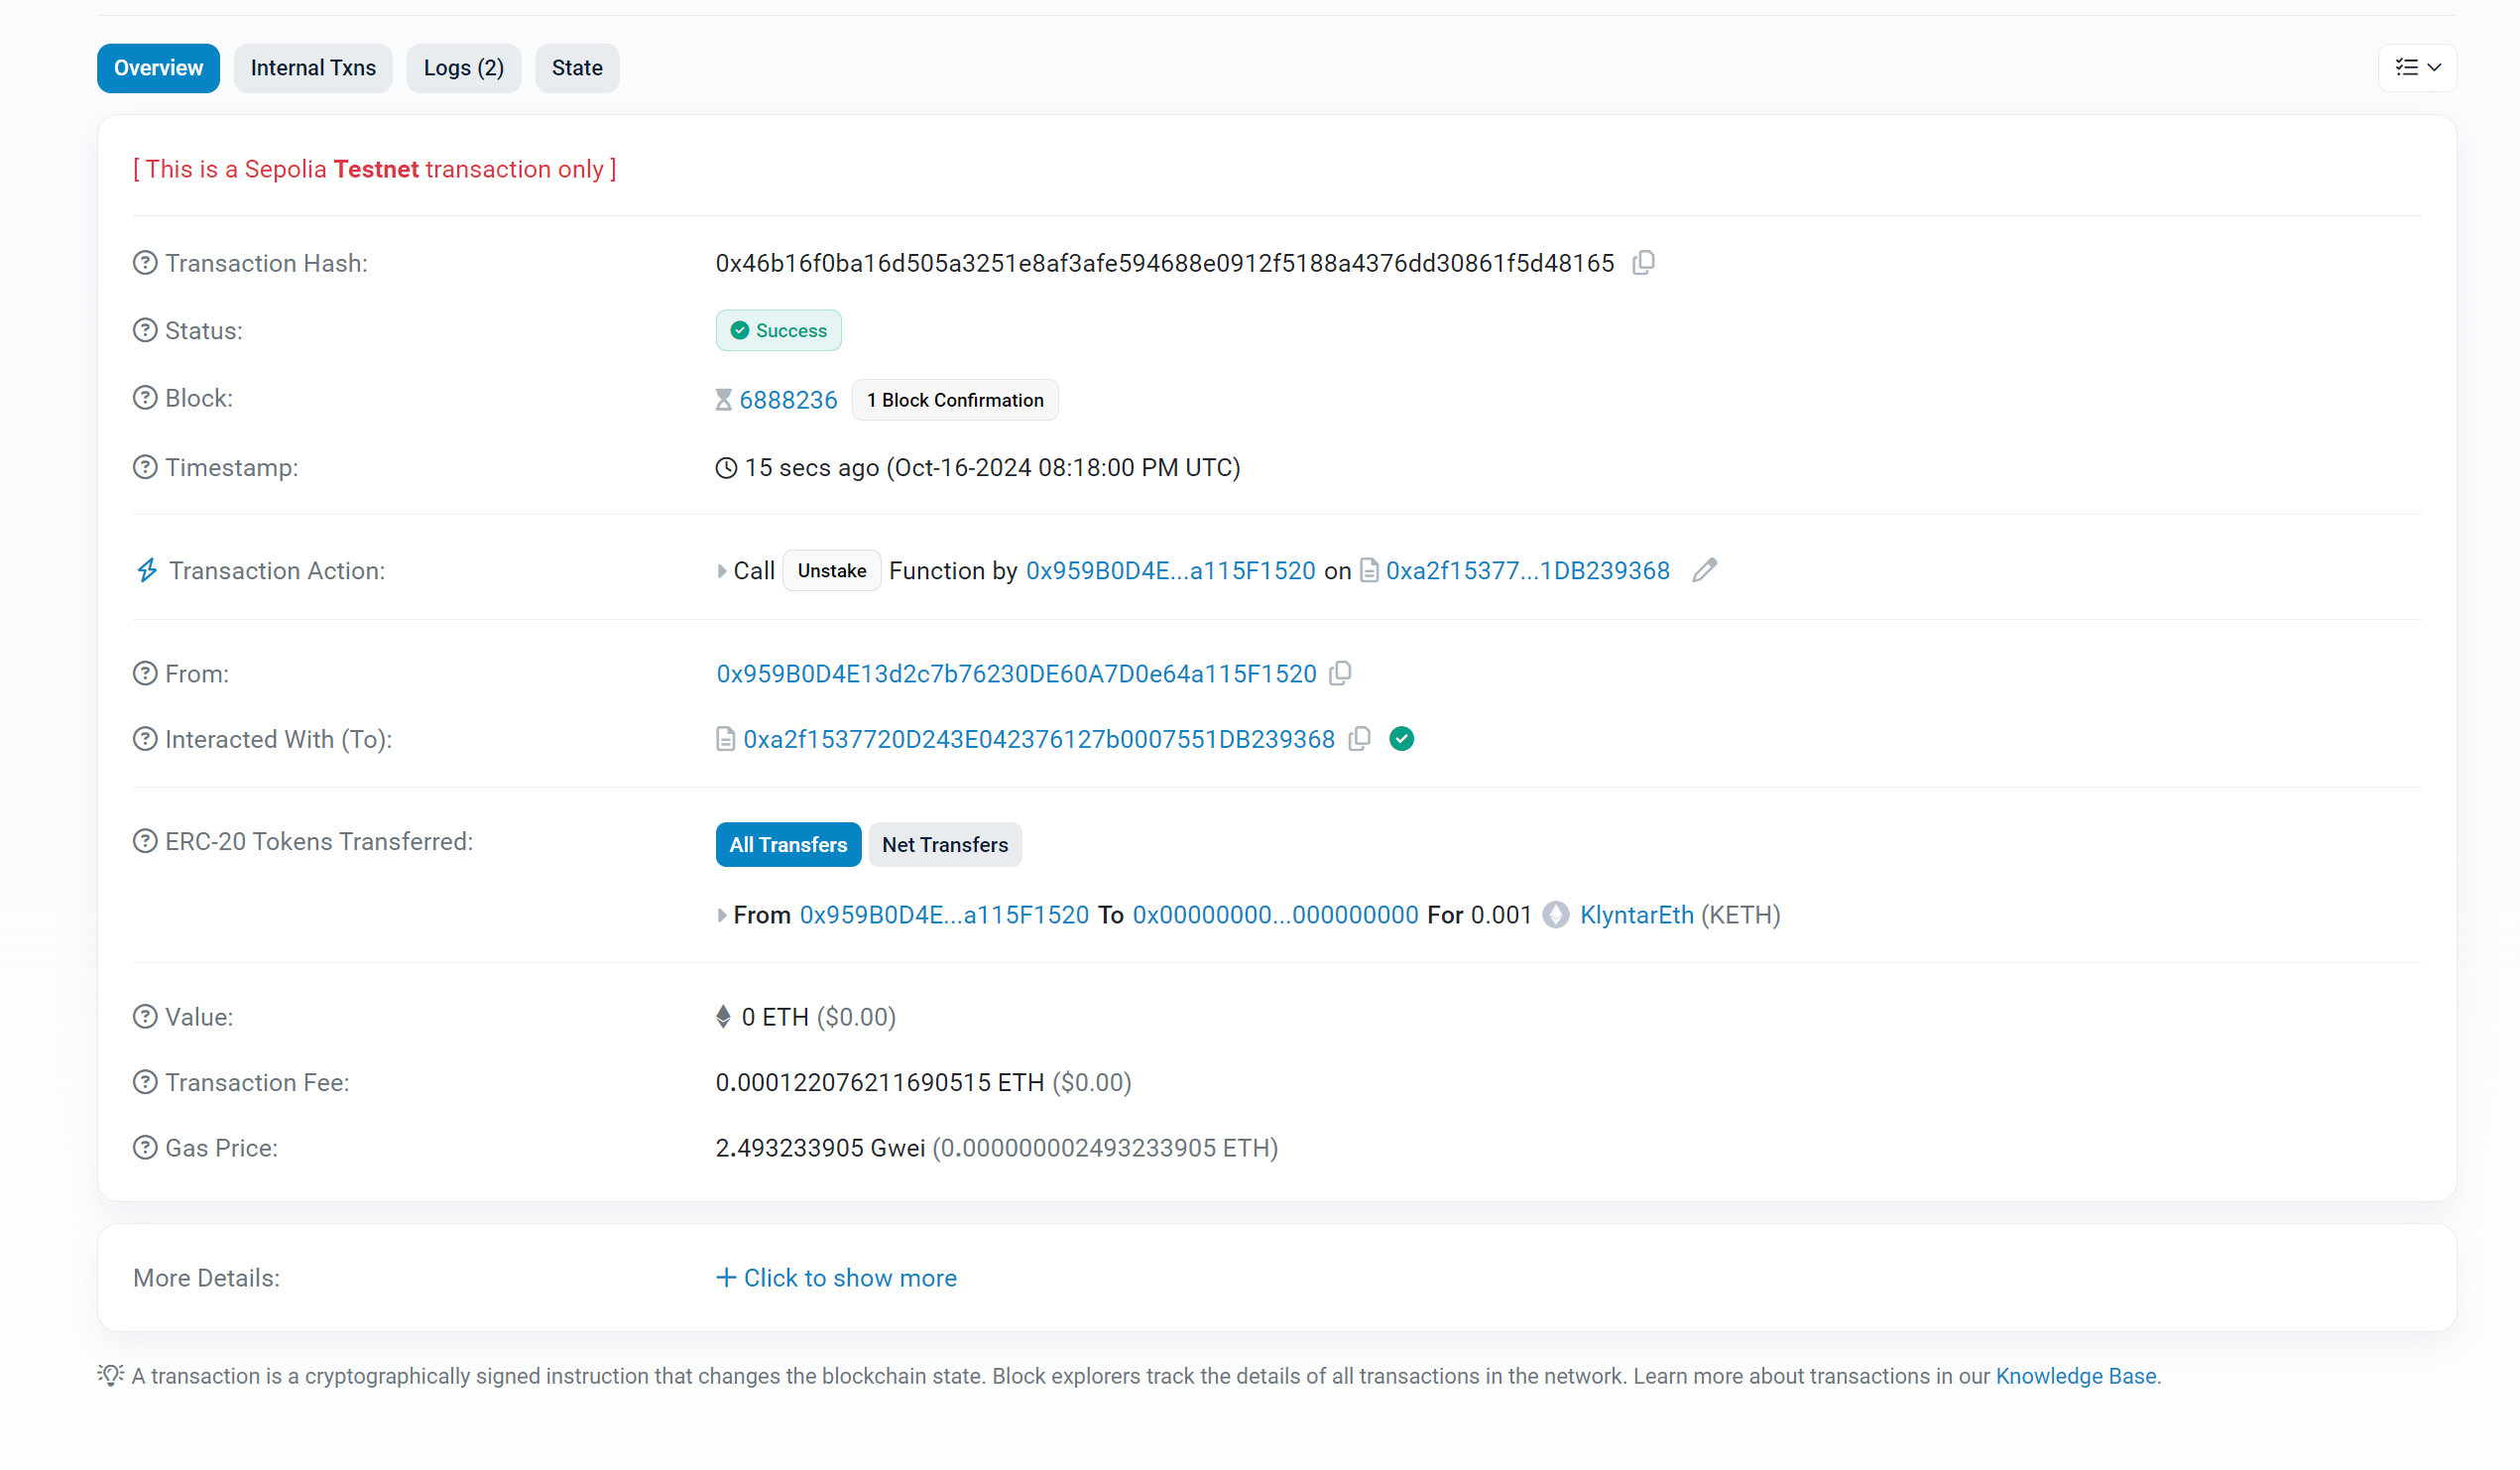 Overview Internal Txns Logs (2) State
[ This is a Sepolia Testnet transaction only ]
Transaction Hash: 0x46b16f0ba16d505a3251e8af3afe594688e0912f5188a4376dd30861f5d48165
Status: Success
Block: 6888236 1 Block Confirmation
Timestamp: 15 secs ago (Oct-16-2024 08:18:00 PM UTC)
Transaction Action: Call Unstake Function by 0x959B0D4E...a115F1520 on 0xa2f15377...1DB239368
From: 0x959B0D4E13d2c7b76230DE60A7D0e64a115F1520
Interacted With (To): 0xa2f1537720D243E042376127b0007551DB239368
ERC-20 Tokens Transferred: All Transfers Net Transfers
From 0x959B0D4E...a115F1520 To 0x00000000...000000000 For 0.001 KlyntarEth (KETH)
Value: 0 ETH ($0.00)
Transaction Fee: 0.000122076211690515 ETH ($0.00)
Gas Price: 2.493233905 Gwei (0.000000002493233905 ETH)
More Details: Click to show more
A transaction is a cryptographically signed instruction that changes the blockchain state. Block explorers track the details of all transactions in the network. Learn more about transactions in our Knowledge Base.